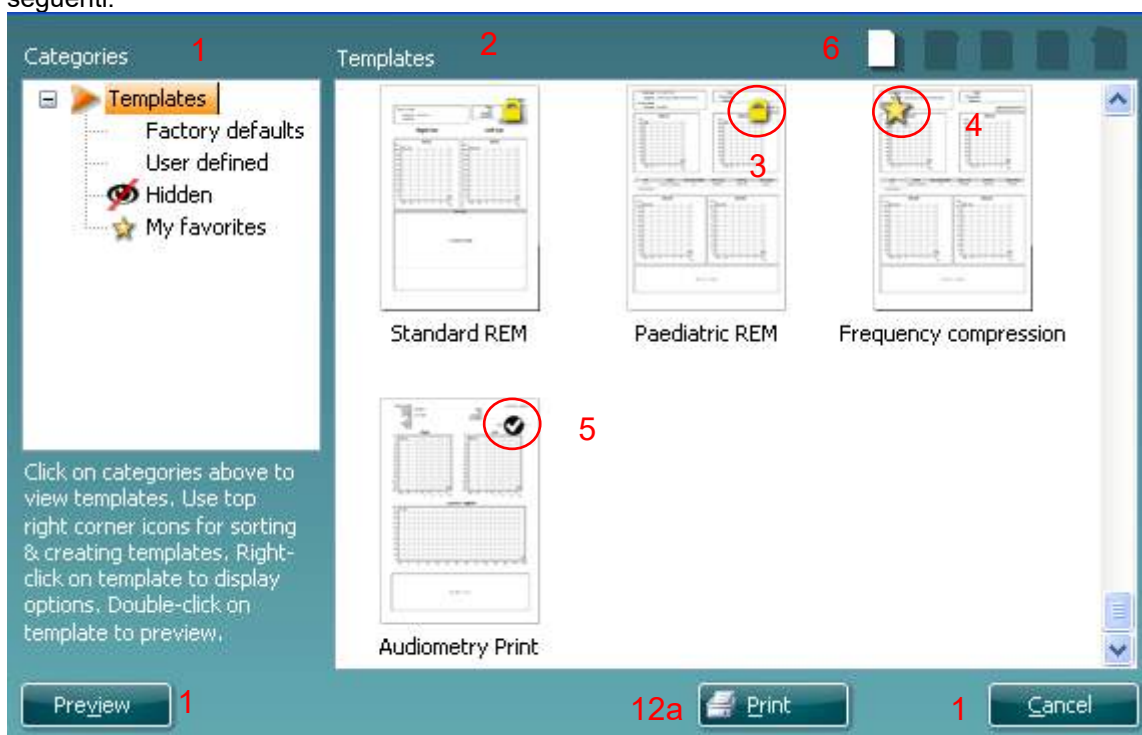 seguenti:
Categories 1 Templates 2 6
Templates
Factory defaults
User defined
Hidden
My favorites
3
4
Standard REM Paediatric REM Frequency compression
5
Click on categories above to
view templates. Use top
right corner icons for sorting
& creating templates. Right-
click on template to display
options. Double-click on
template to preview.
Audiometry Print
Preview 1 12a Print 1 Cancel